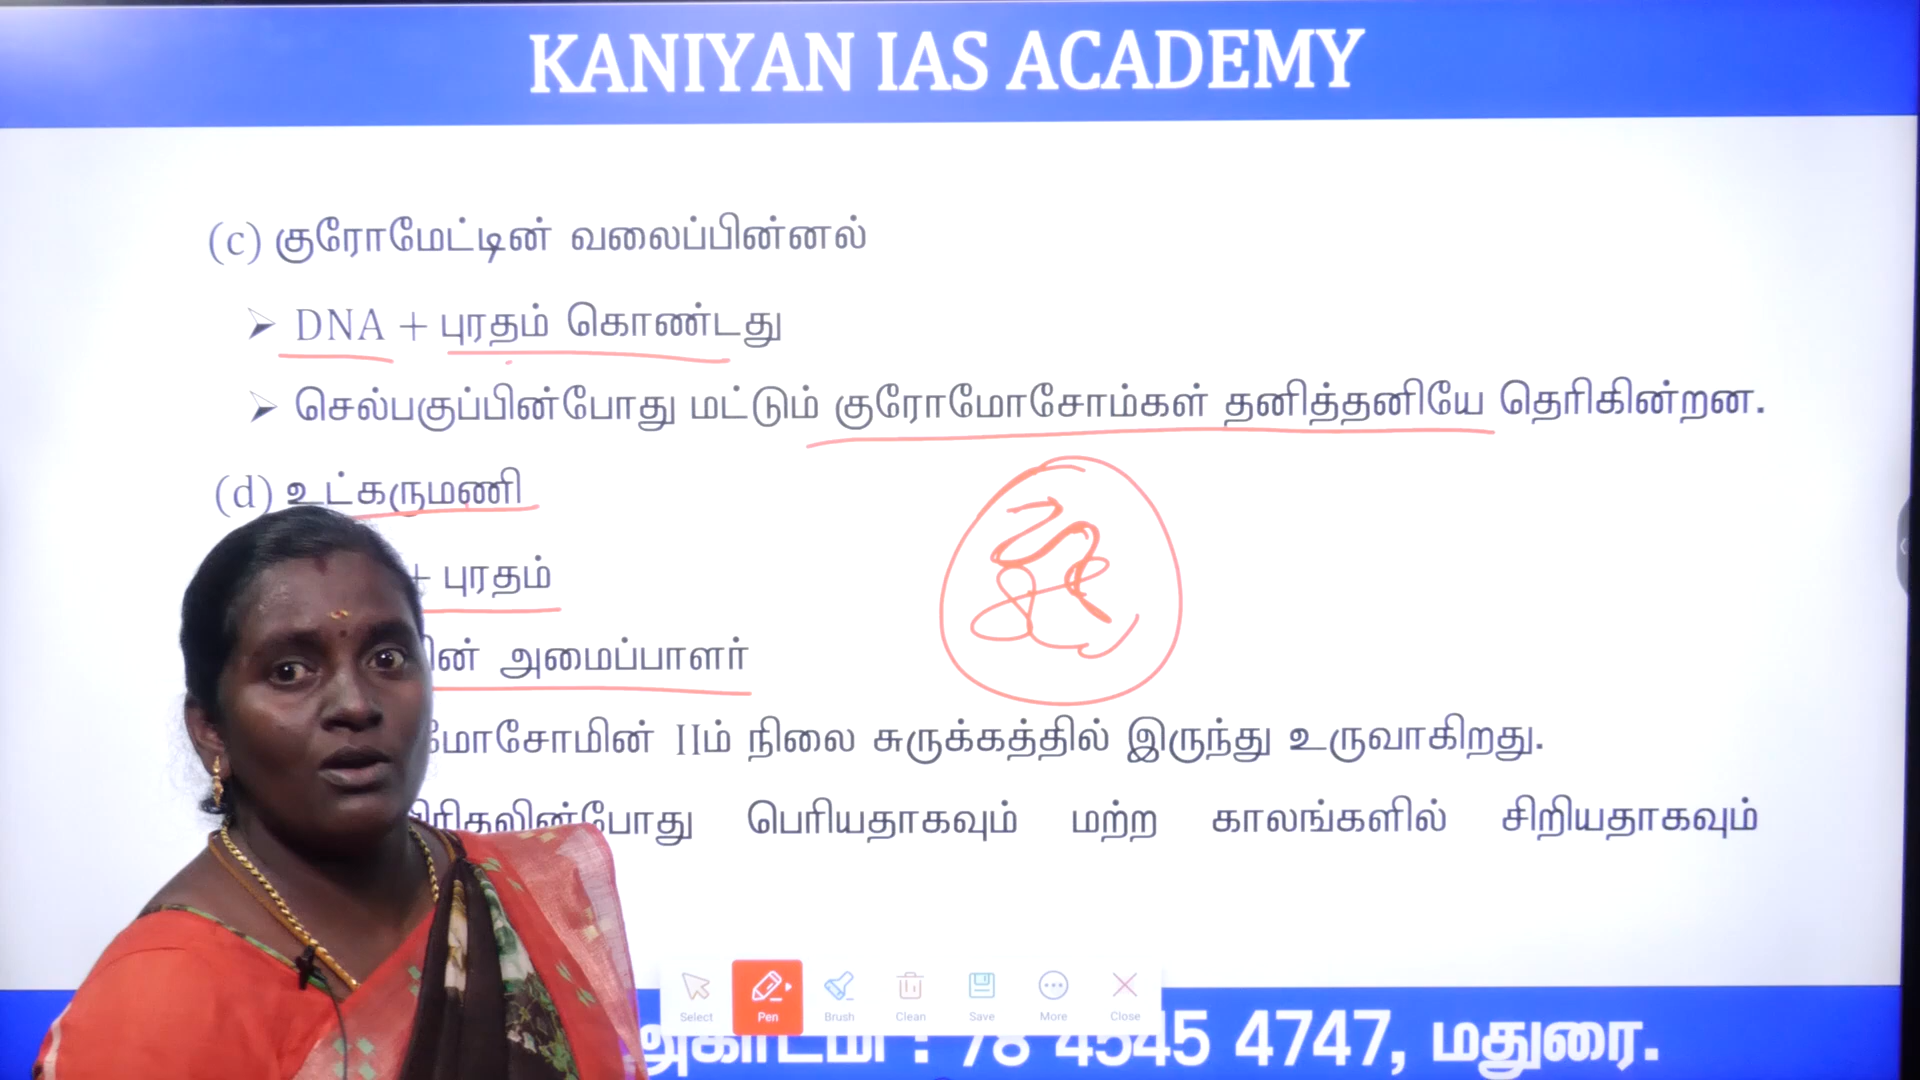 KANIYAN IAS ACADEMY
(c) குரோமேட்டின் வலைப்பின்னல்
➢ DNA + புரதம் கொண்டது
➢ செல்பகுப்பின்போது மட்டும் குரோமோசோம்கள் தனித்தனியே தெரிகின்றன.
(d) உட்கருமணி
+ புரதம்
அமைப்பாளர்
IIம் நிலை சுருக்கத்தில் இருந்து உருவாகிறது.
பெரியதாகவும் மற்ற காலங்களில் சிறியதாகவும்
Select Pen Brush Clean Save More Close
: 78 4545 4747, மதுரை.